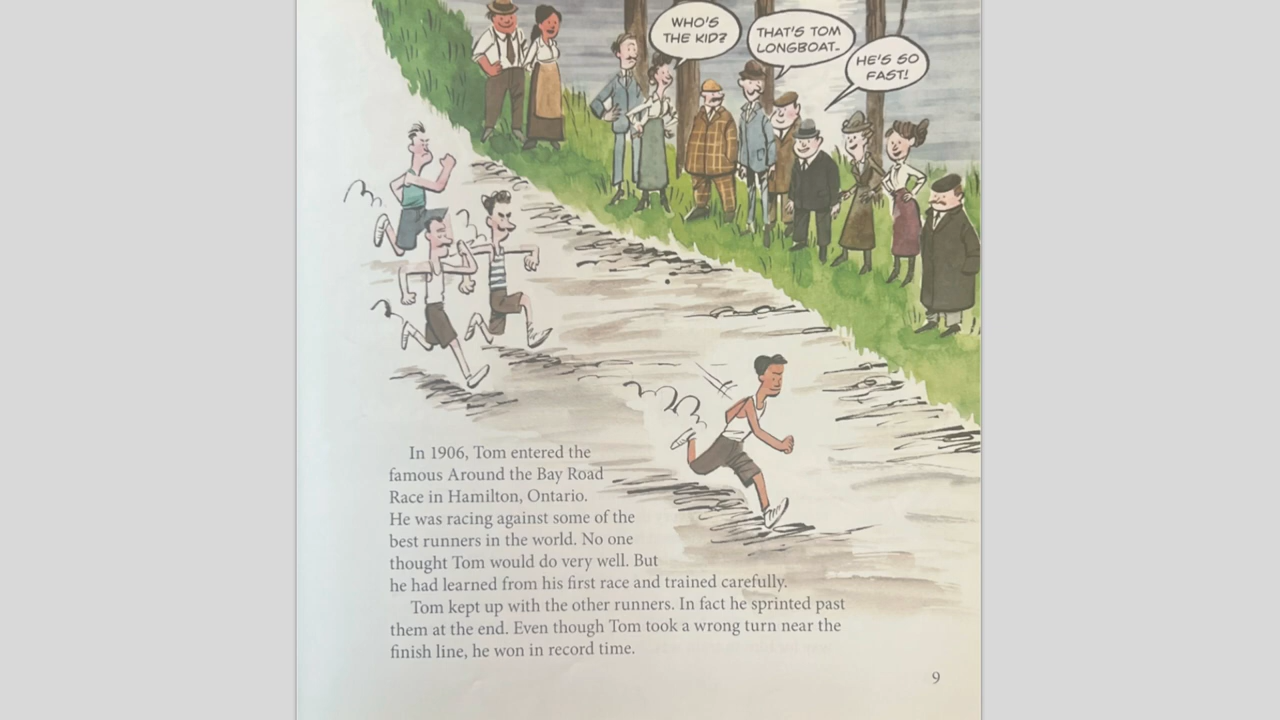 WHO'S
THE KID?
THAT'S TOM
LONGBOAT.
HE'S SO
FAST!
In 1906, Tom entered the
famous Around the Bay Road
Race in Hamilton, Ontario.
He was racing against some of the
best runners in the world. No one
thought Tom would do very well. But
he had learned from his first race and trained carefully.
Tom kept up with the other runners. In fact he sprinted past
them at the end. Even though Tom took a wrong turn near the
finish line, he won in record time.
9